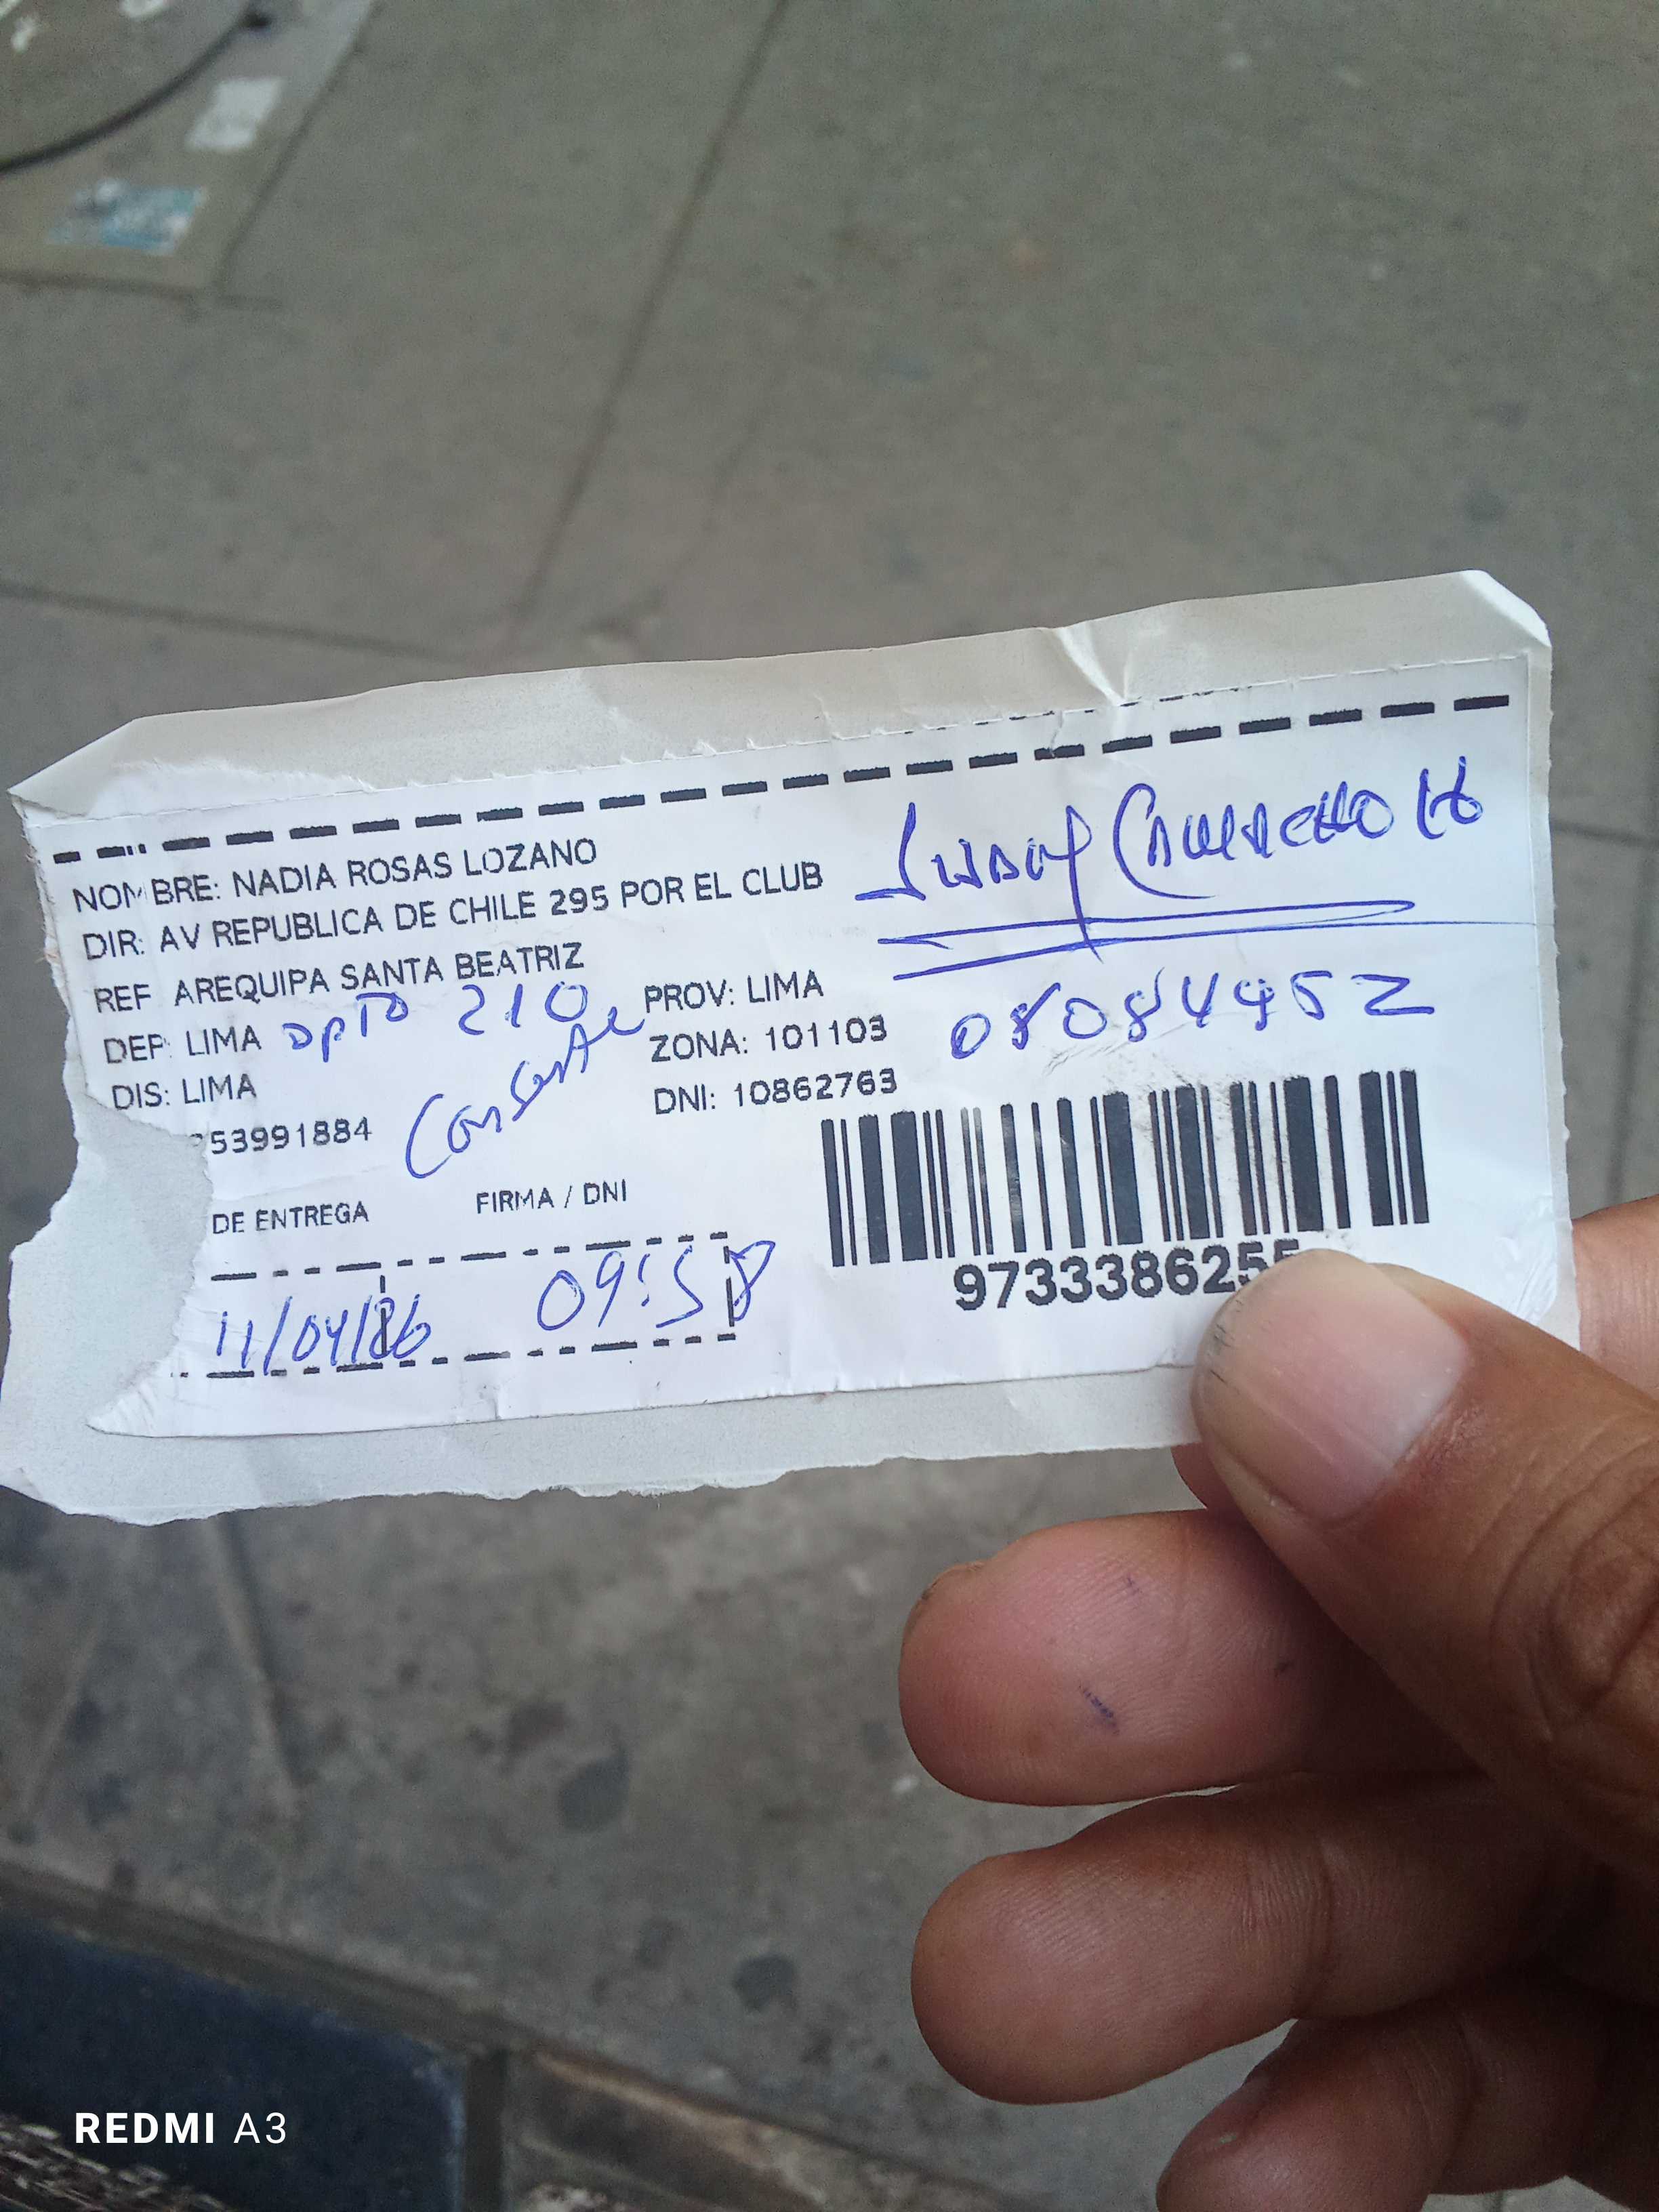 NOMBRE: NADIA ROSAS LOZANO
DIR: AV REPUBLICA DE CHILE 295 POR EL CLUB
REF AREQUIPA SANTA BEATRIZ
DEP: LIMA DPTO 210 PROV: LIMA
DIS: LIMA ZONA: 101103
53991884 DNI: 10862763
08084452
DE ENTREGA FIRMA / DNI
11/04/26 09:58
973338625
REDMI A3